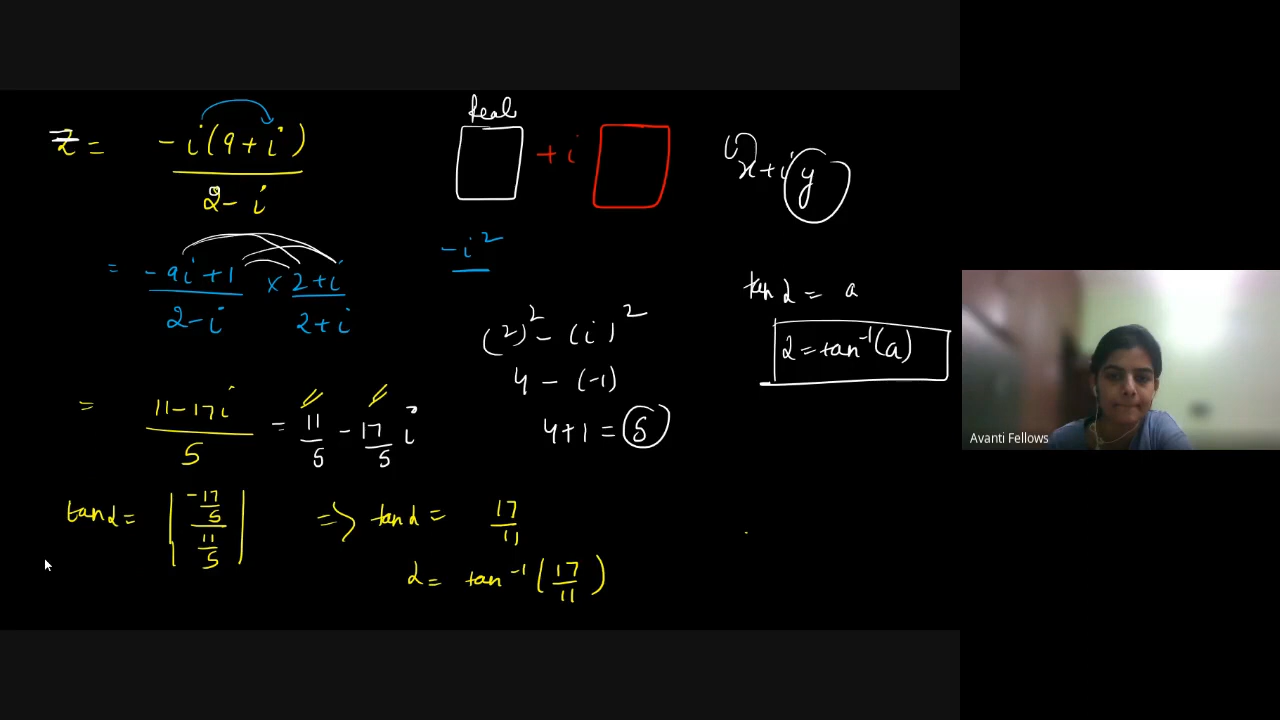 Real
z = -i(9+i) / 2-i
+ i
x+iy
= -9i+1 / 2-i × 2+i / 2+i
-i²
tan α = a
(2)² - (i)²
α = tan⁻¹(a)
4 - (-1)
= 11-17i / 5 = 11/5 - 17/5 i
4+1 = 5
Avanti Fellows
tan α = | -17/5 / 11/5 | => tan α = 17/11
α = tan⁻¹(17/11)